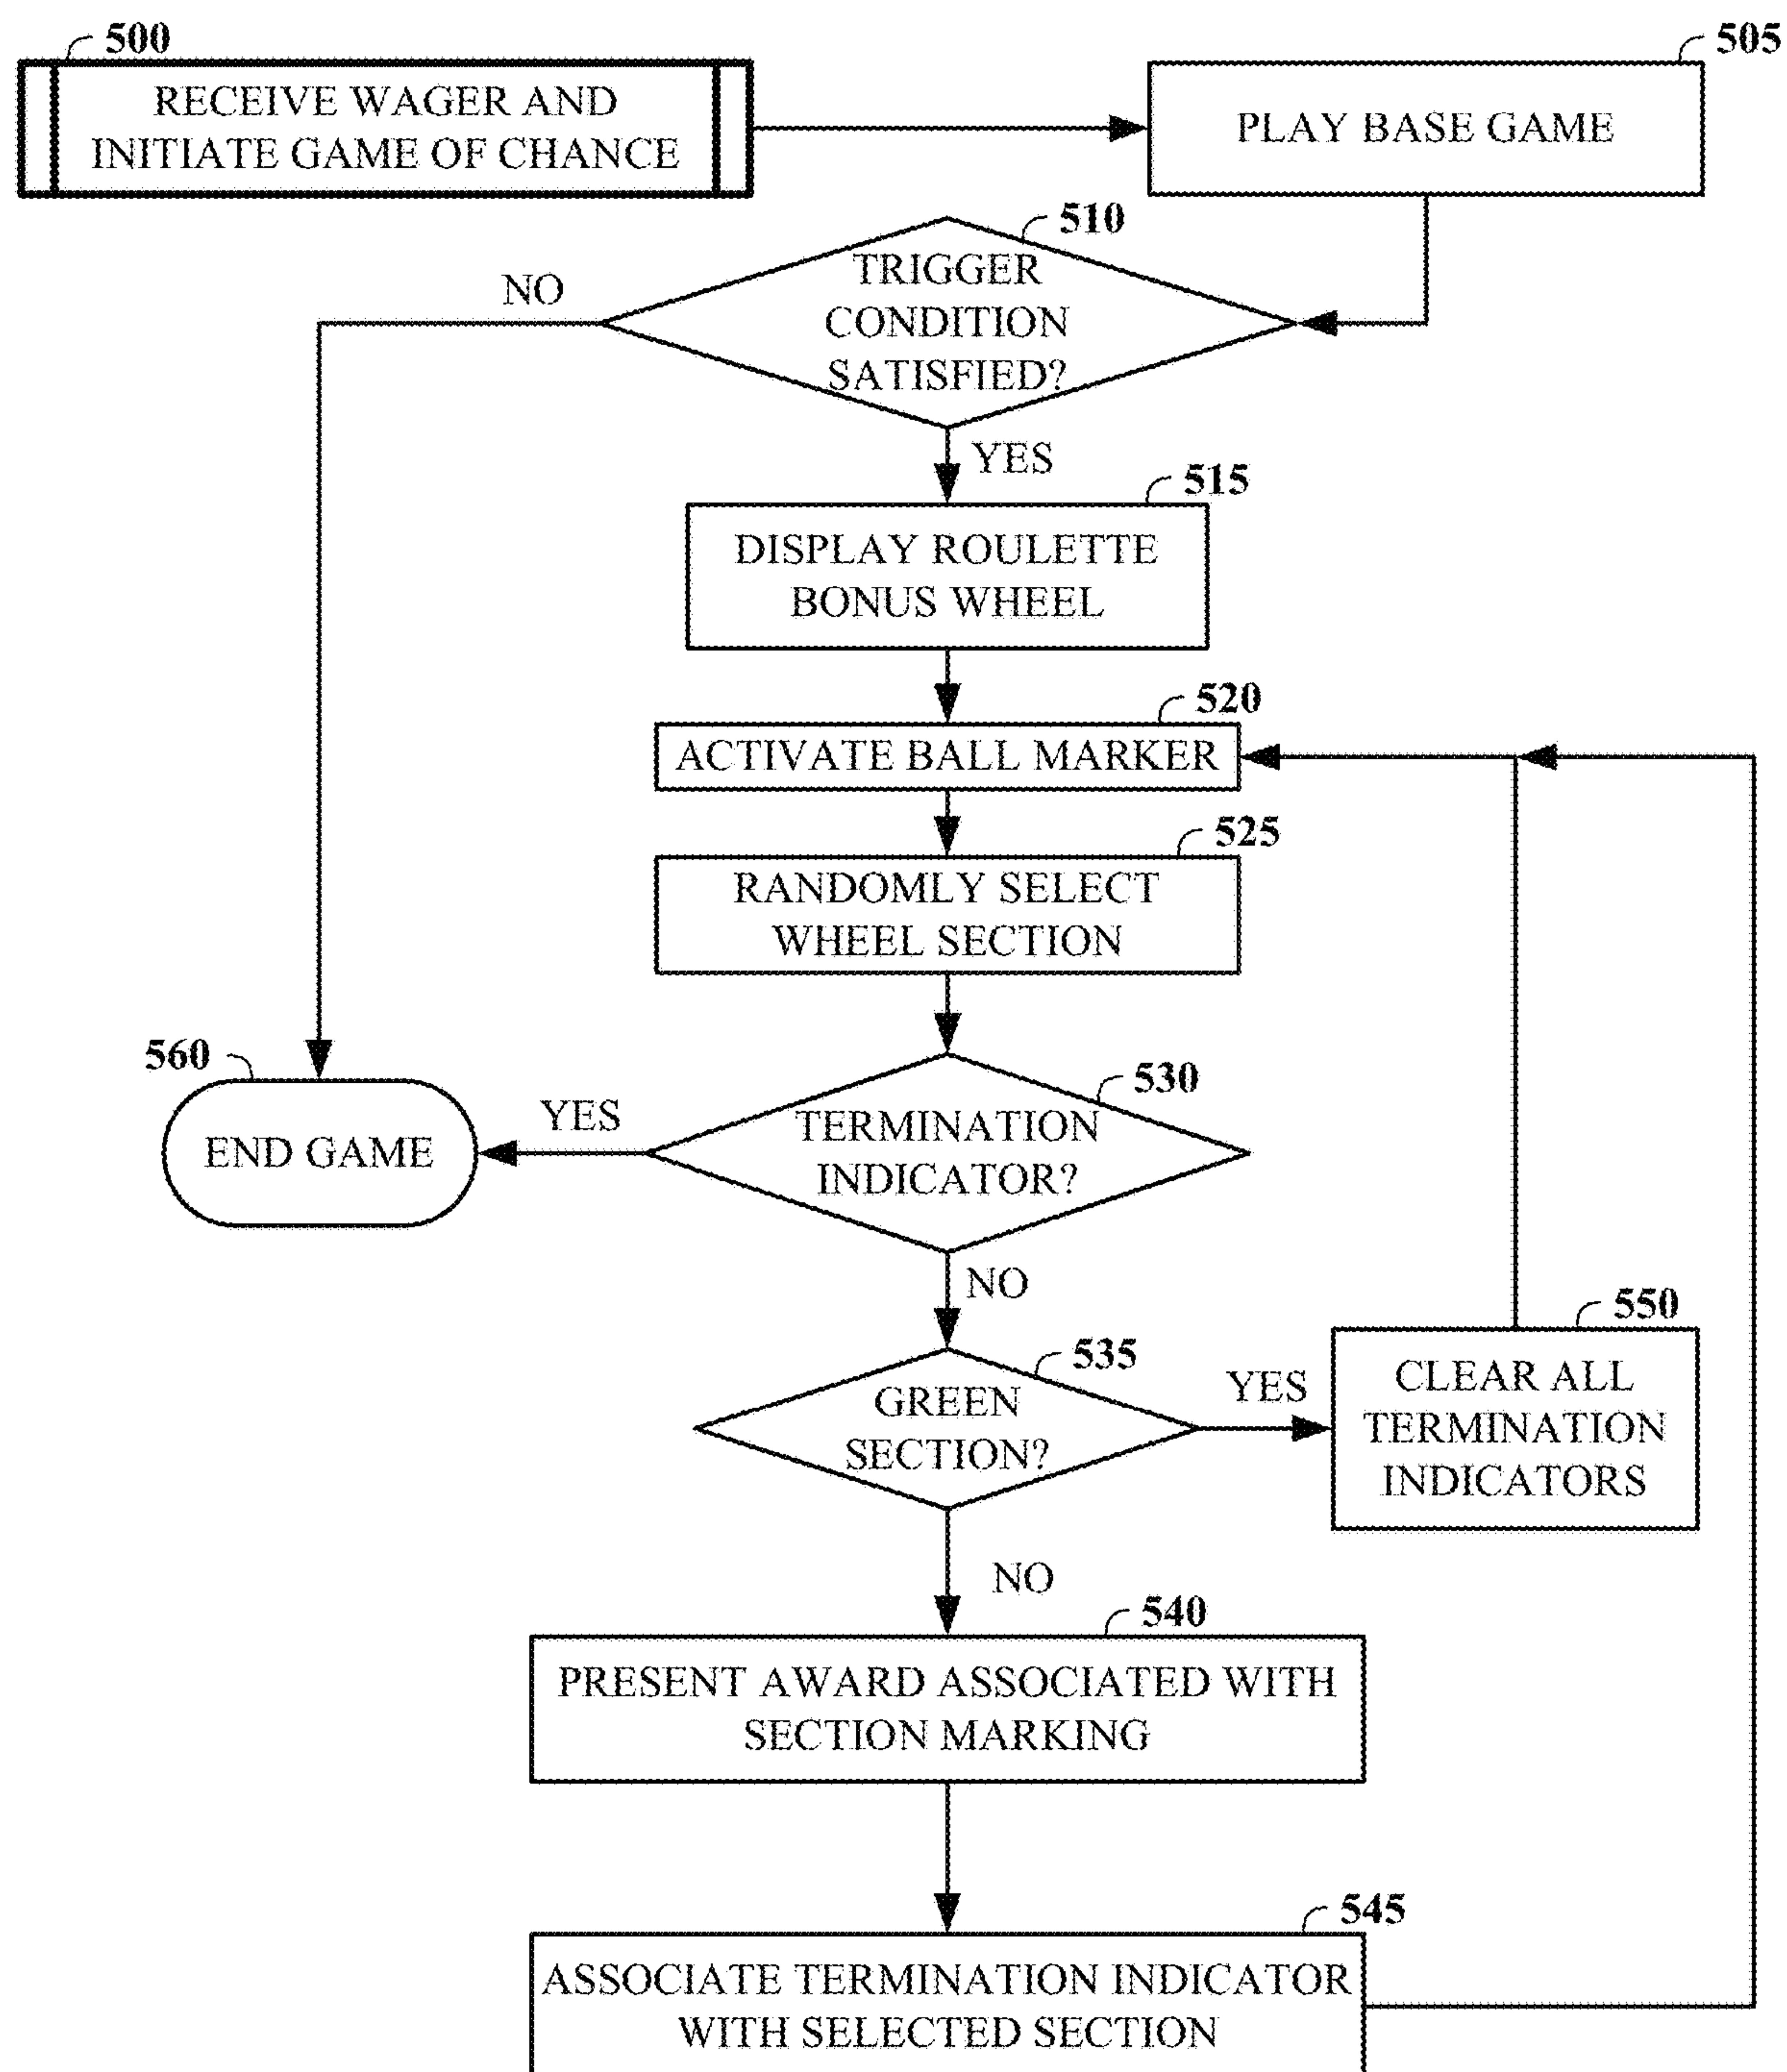 500
RECEIVE WAGER AND
INITIATE GAME OF CHANCE
505
PLAY BASE GAME
510
TRIGGER
CONDITION
SATISFIED?
NO
YES
515
DISPLAY ROULETTE
BONUS WHEEL
520
ACTIVATE BALL MARKER
525
RANDOMLY SELECT
WHEEL SECTION
530
TERMINATION
INDICATOR?
YES
560
END GAME
NO
535
GREEN
SECTION?
YES
550
CLEAR ALL
TERMINATION
INDICATORS
NO
540
PRESENT AWARD ASSOCIATED WITH
SECTION MARKING
545
ASSOCIATE TERMINATION INDICATOR
WITH SELECTED SECTION